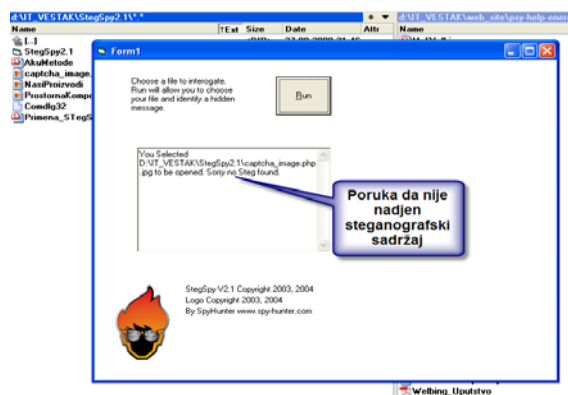 d:\IT_VESTAK\StegSpy2.1\*.*
d:\IT_VESTAK\web_site\psy-help-ener
Name ↑Ext Size Date Attr Name
[..]
StegSpy2.1
AkuMetode
captcha_image.
NasiProizvodi
ProstornaKompo
Comdlg32
Primena_STegS
Form1
Choose a file to interogate.
Run will allow you to choose
your file and identify a hidden
message.
Run
You Selected
D:\IT_VESTAK\StegSpy2.1\captcha_image.php
.jpg to be opened. Sorry no Steg found.
Poruka da nije
nadjen
steganografski
sadržaj
StegSpy V2.1 Copyright 2003, 2004
Logo Copyright 2003, 2004
By SpyHunter www.spy-hunter.com
Welbing_Uputstvo